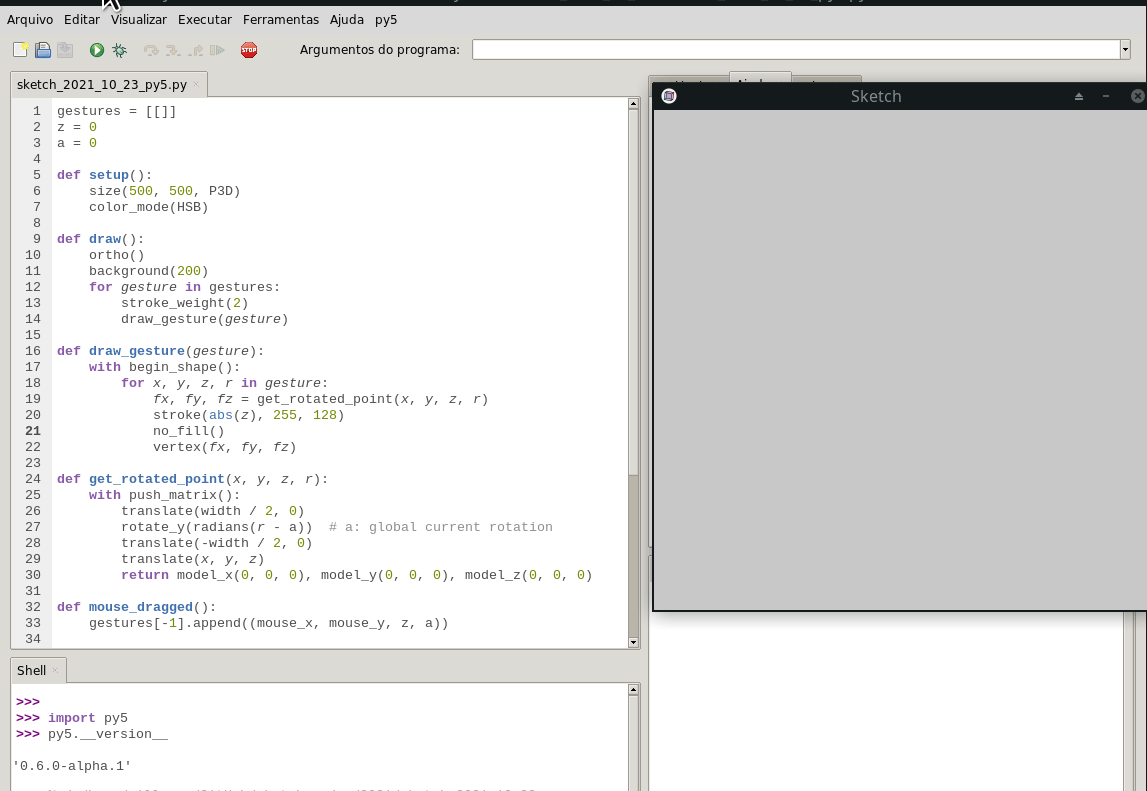 Arquivo Editar Visualizar Executar Ferramentas Ajuda py5
STOP Argumentos do programa:
sketch_2021_10_23_py5.py
Sketch
1 gestures = [[]]
2 z = 0
3 a = 0
4
5 def setup():
6     size(500, 500, P3D)
7     color_mode(HSB)
8
9 def draw():
10     ortho()
11     background(200)
12     for gesture in gestures:
13         stroke_weight(2)
14         draw_gesture(gesture)
15
16 def draw_gesture(gesture):
17     with begin_shape():
18         for x, y, z, r in gesture:
19             fx, fy, fz = get_rotated_point(x, y, z, r)
20             stroke(abs(z), 255, 128)
21             no_fill()
22             vertex(fx, fy, fz)
23
24 def get_rotated_point(x, y, z, r):
25     with push_matrix():
26         translate(width / 2, 0)
27         rotate_y(radians(r - a))  # a: global current rotation
28         translate(-width / 2, 0)
29         translate(x, y, z)
30         return model_x(0, 0, 0), model_y(0, 0, 0), model_z(0, 0, 0)
31
32 def mouse_dragged():
33     gestures[-1].append((mouse_x, mouse_y, z, a))
34
Shell
>>>
>>> import py5
>>> py5.__version__
'0.6.0-alpha.1'